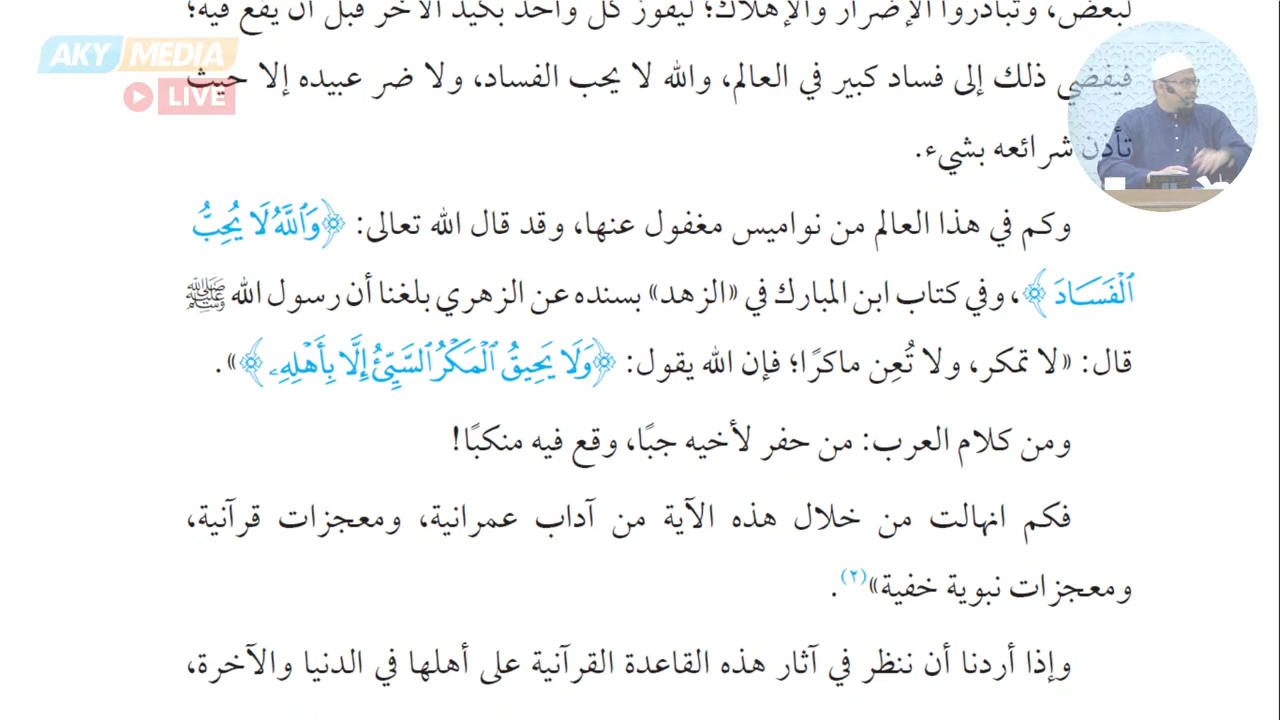 AKY MEDIA
LIVE
لبعض، وتبادروا الإضرار والإهلاك؛ ليفوز كل واحد بكيد الآخر قبل أن يقع فيه؛
فيفضي ذلك إلى فساد كبير في العالم، والله لا يحب الفساد، ولا ضر عبيده إلا حيث
تأذن شرائعه بشيء.
وكم في هذا العالم من نواميس مغفول عنها، وقد قال الله تعالى: ﴿وَٱللَّهُ لَا يُحِبُّ
ٱلْفَسَادَ﴾، وفي كتاب ابن المبارك في «الزهد» بسنده عن الزهري بلغنا أن رسول الله ﷺ
قال: «لا تمكر، ولا تُعِن ماكرًا؛ فإن الله يقول: ﴿وَلَا يَحِيقُ ٱلْمَكْرُ ٱلسَّيِّئُ إِلَّا بِأَهْلِهِۦ﴾».
ومن كلام العرب: من حفر لأخيه جبًا، وقع فيه منكبًا!
فكم انهالت من خلال هذه الآية من آداب عمرانية، ومعجزات قرآنية،
ومعجزات نبوية خفية»(٢).
وإذا أردنا أن ننظر في آثار هذه القاعدة القرآنية على أهلها في الدنيا والآخرة،